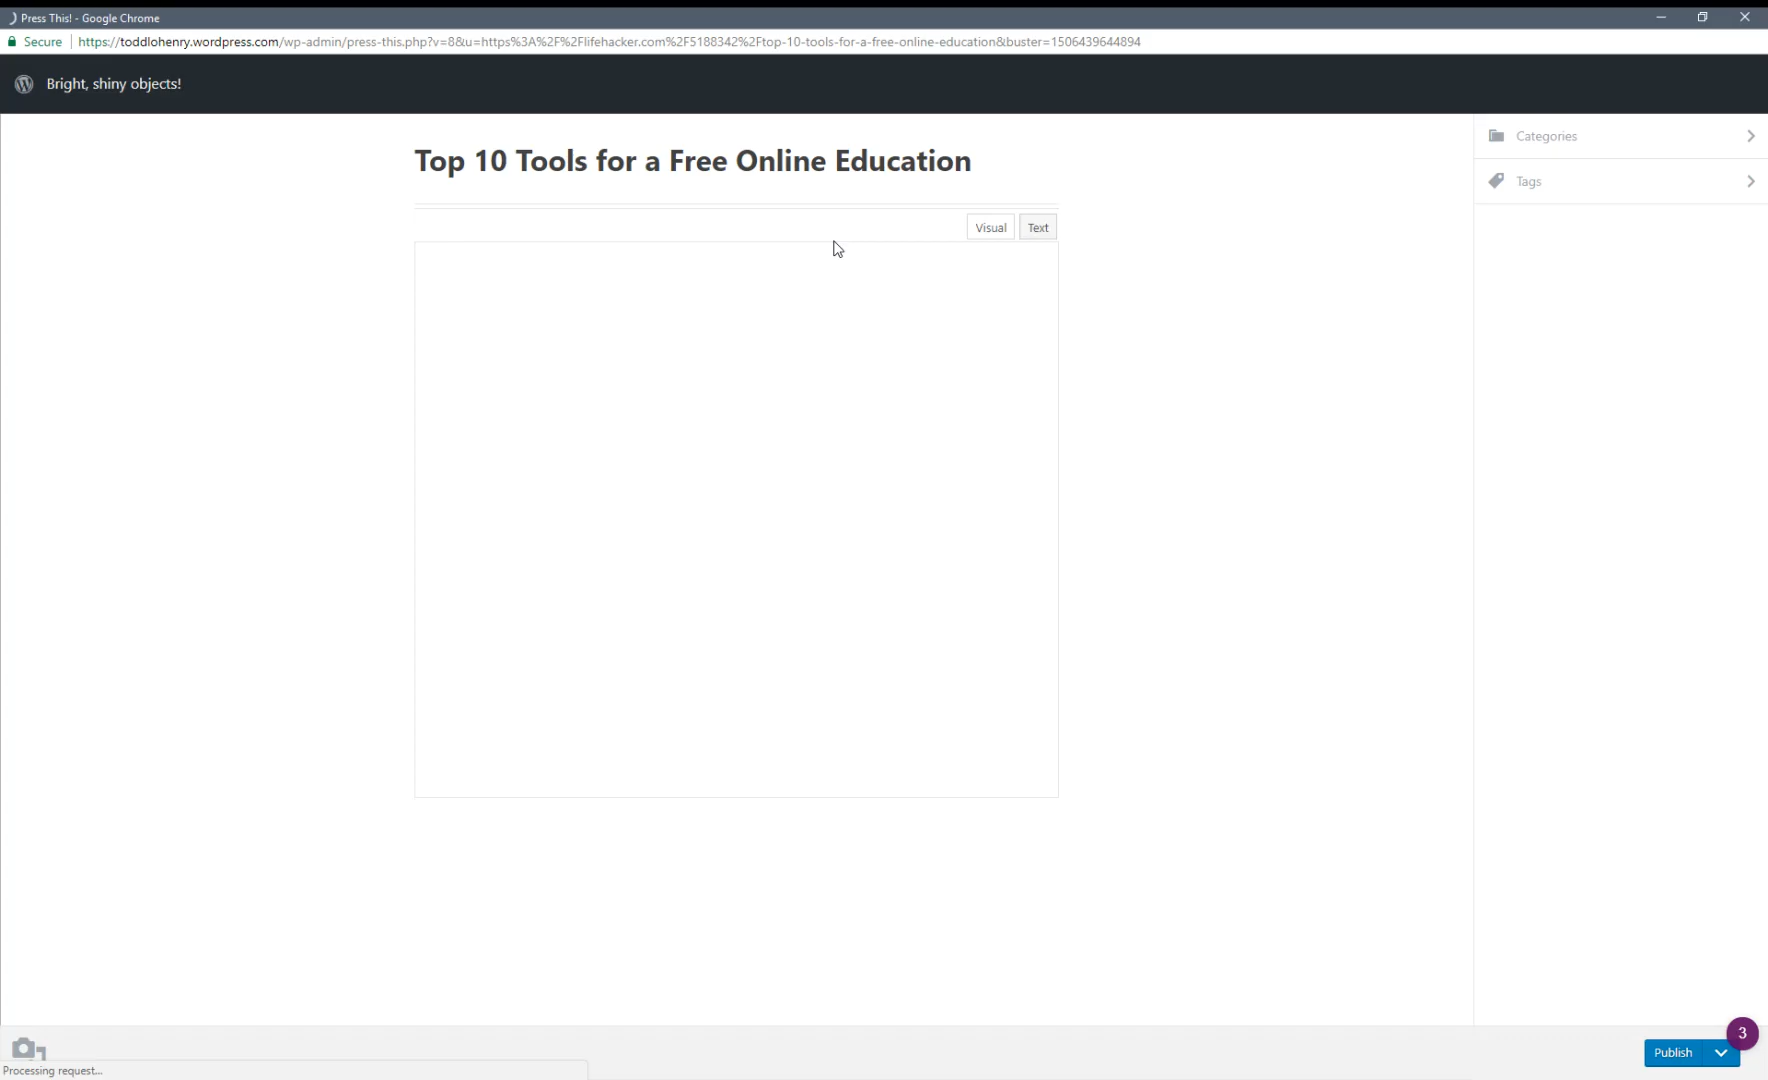 Press This! - Google Chrome
Secure https://toddlohenry.wordpress.com/wp-admin/press-this.php?v=8&u=https%3A%2F%2Flifehacker.com%2F5188342%2Ftop-10-tools-for-a-free-online-education&buster=1506439644894
Bright, shiny objects!
Top 10 Tools for a Free Online Education
Categories
Tags
Visual Text
3
Publish
Processing request...